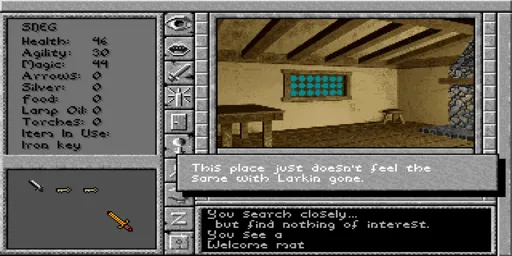 SNEG
Health: 46
Agility: 30
Magic: 44
Arrows: 0
Silver: 0
Food: 0
Lamp Oil: 0
Torches: 0
Item In Use:
Iron key
This place just doesn't feel the
same with Larkin gone.
You search closely...
but find nothing of interest.
You see a
Welcome mat